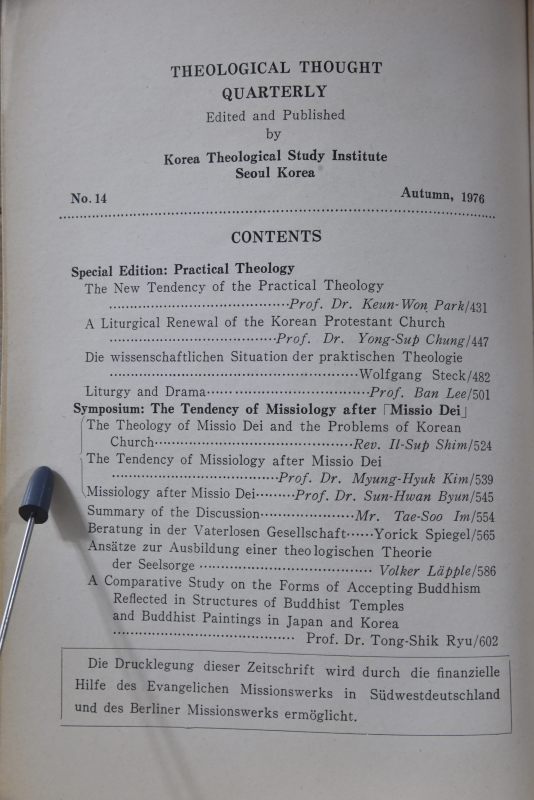 THEOLOGICAL THOUGHT
QUARTERLY
Edited and Published
by
Korea Theological Study Institute
Seoul Korea
No. 14 Autumn, 1976
CONTENTS
Special Edition: Practical Theology
The New Tendency of the Practical Theology
........................................Prof. Dr. Keun-Won Park/431
A Liturgical Renewal of the Korean Protestant Church
.....................................Prof. Dr. Yong-Sup Chung/447
Die wissenschaftlichen Situation der praktischen Theologie
.......................................................Wolfgang Steck/482
Liturgy and Drama....................................Prof. Ban Lee/501
Symposium: The Tendency of Missiology after「Missio Dei」
The Theology of Missio Dei and the Problems of Korean
Church............................................Rev. Il-Sup Shim/524
The Tendency of Missiology after Missio Dei
.....................................Prof. Dr. Myung-Hyuk Kim/539
Missiology after Missio Dei.........Prof. Dr. Sun-Hwan Byun/545
Summary of the Discussion.....................Mr. Tae-Soo Im/554
Beratung in der Vaterlosen Gesellschaft......Yorick Spiegel/565
Ansätze zur Ausbildung einer theologischen Theorie
der Seelsorge ...................................... Volker Läpple/586
A Comparative Study on the Forms of Accepting Buddhism
Reflected in Structures of Buddhist Temples
and Buddhist Paintings in Japan and Korea
........................................ Prof. Dr. Tong-Shik Ryu/602
Die Drucklegung dieser Zeitschrift wird durch die finanzielle
Hilfe des Evangelichen Missionswerks in Südwestdeutschland
und des Berliner Missionswerks ermöglicht.